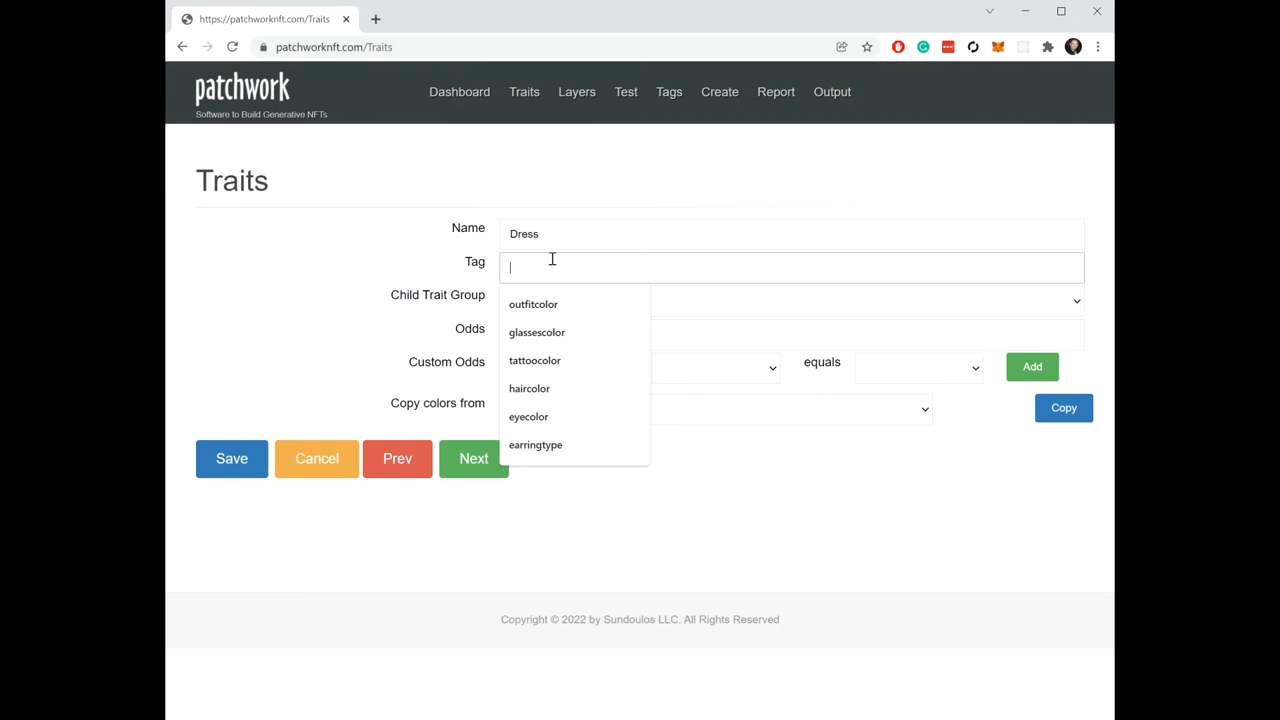 https://patchworknft.com/Traits
patchworknft.com/Traits
patchwork
Software to Build Generative NFTs
Dashboard Traits Layers Test Tags Create Report Output
Traits
Name Dress
Tag
outfitcolor
Child Trait Group
glassescolor
Odds
tattoocolor
Custom Odds equals Add
haircolor
Copy colors from Copy
eyecolor
earringtype
Save Cancel Prev Next
Copyright © 2022 by Sundoulos LLC. All Rights Reserved